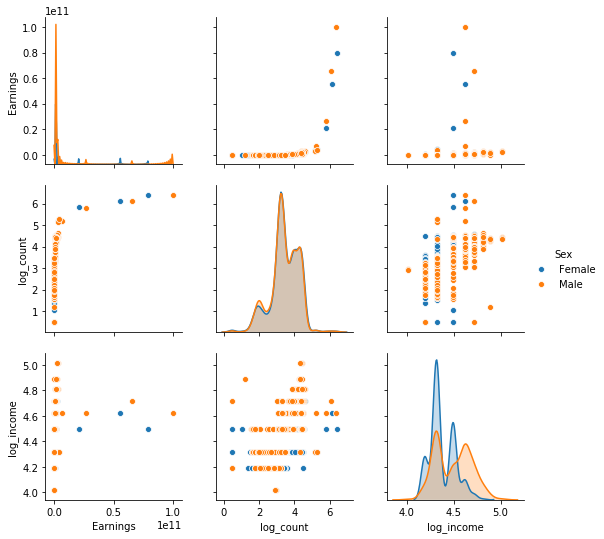 1e11
1.0
0.8
0.6
0.4
0.2
0.0
Earnings
6
5
4
3
2
1
log_count
Sex
Female
Male
5.0
4.8
4.6
4.4
4.2
4.0
log_income
0.0 0.5 1.0
Earnings 1e11
0 2 4 6
log_count
4.0 4.5 5.0
log_income